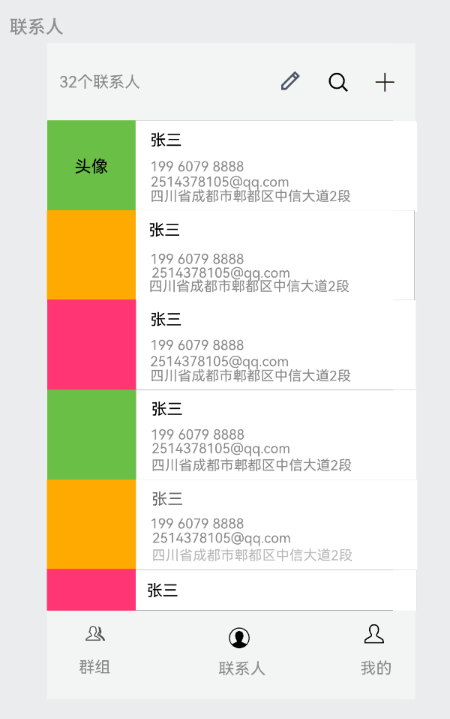 联系人
32个联系人
头像
张三
199 6079 8888
2514378105@qq.com
四川省成都市郫都区中信大道2段
张三
199 6079 8888
2514378105@qq.com
四川省成都市郫都区中信大道2段
张三
199 6079 8888
2514378105@qq.com
四川省成都市郫都区中信大道2段
张三
199 6079 8888
2514378105@qq.com
四川省成都市郫都区中信大道2段
张三
199 6079 8888
2514378105@qq.com
四川省成都市郫都区中信大道2段
张三
群组
联系人
我的